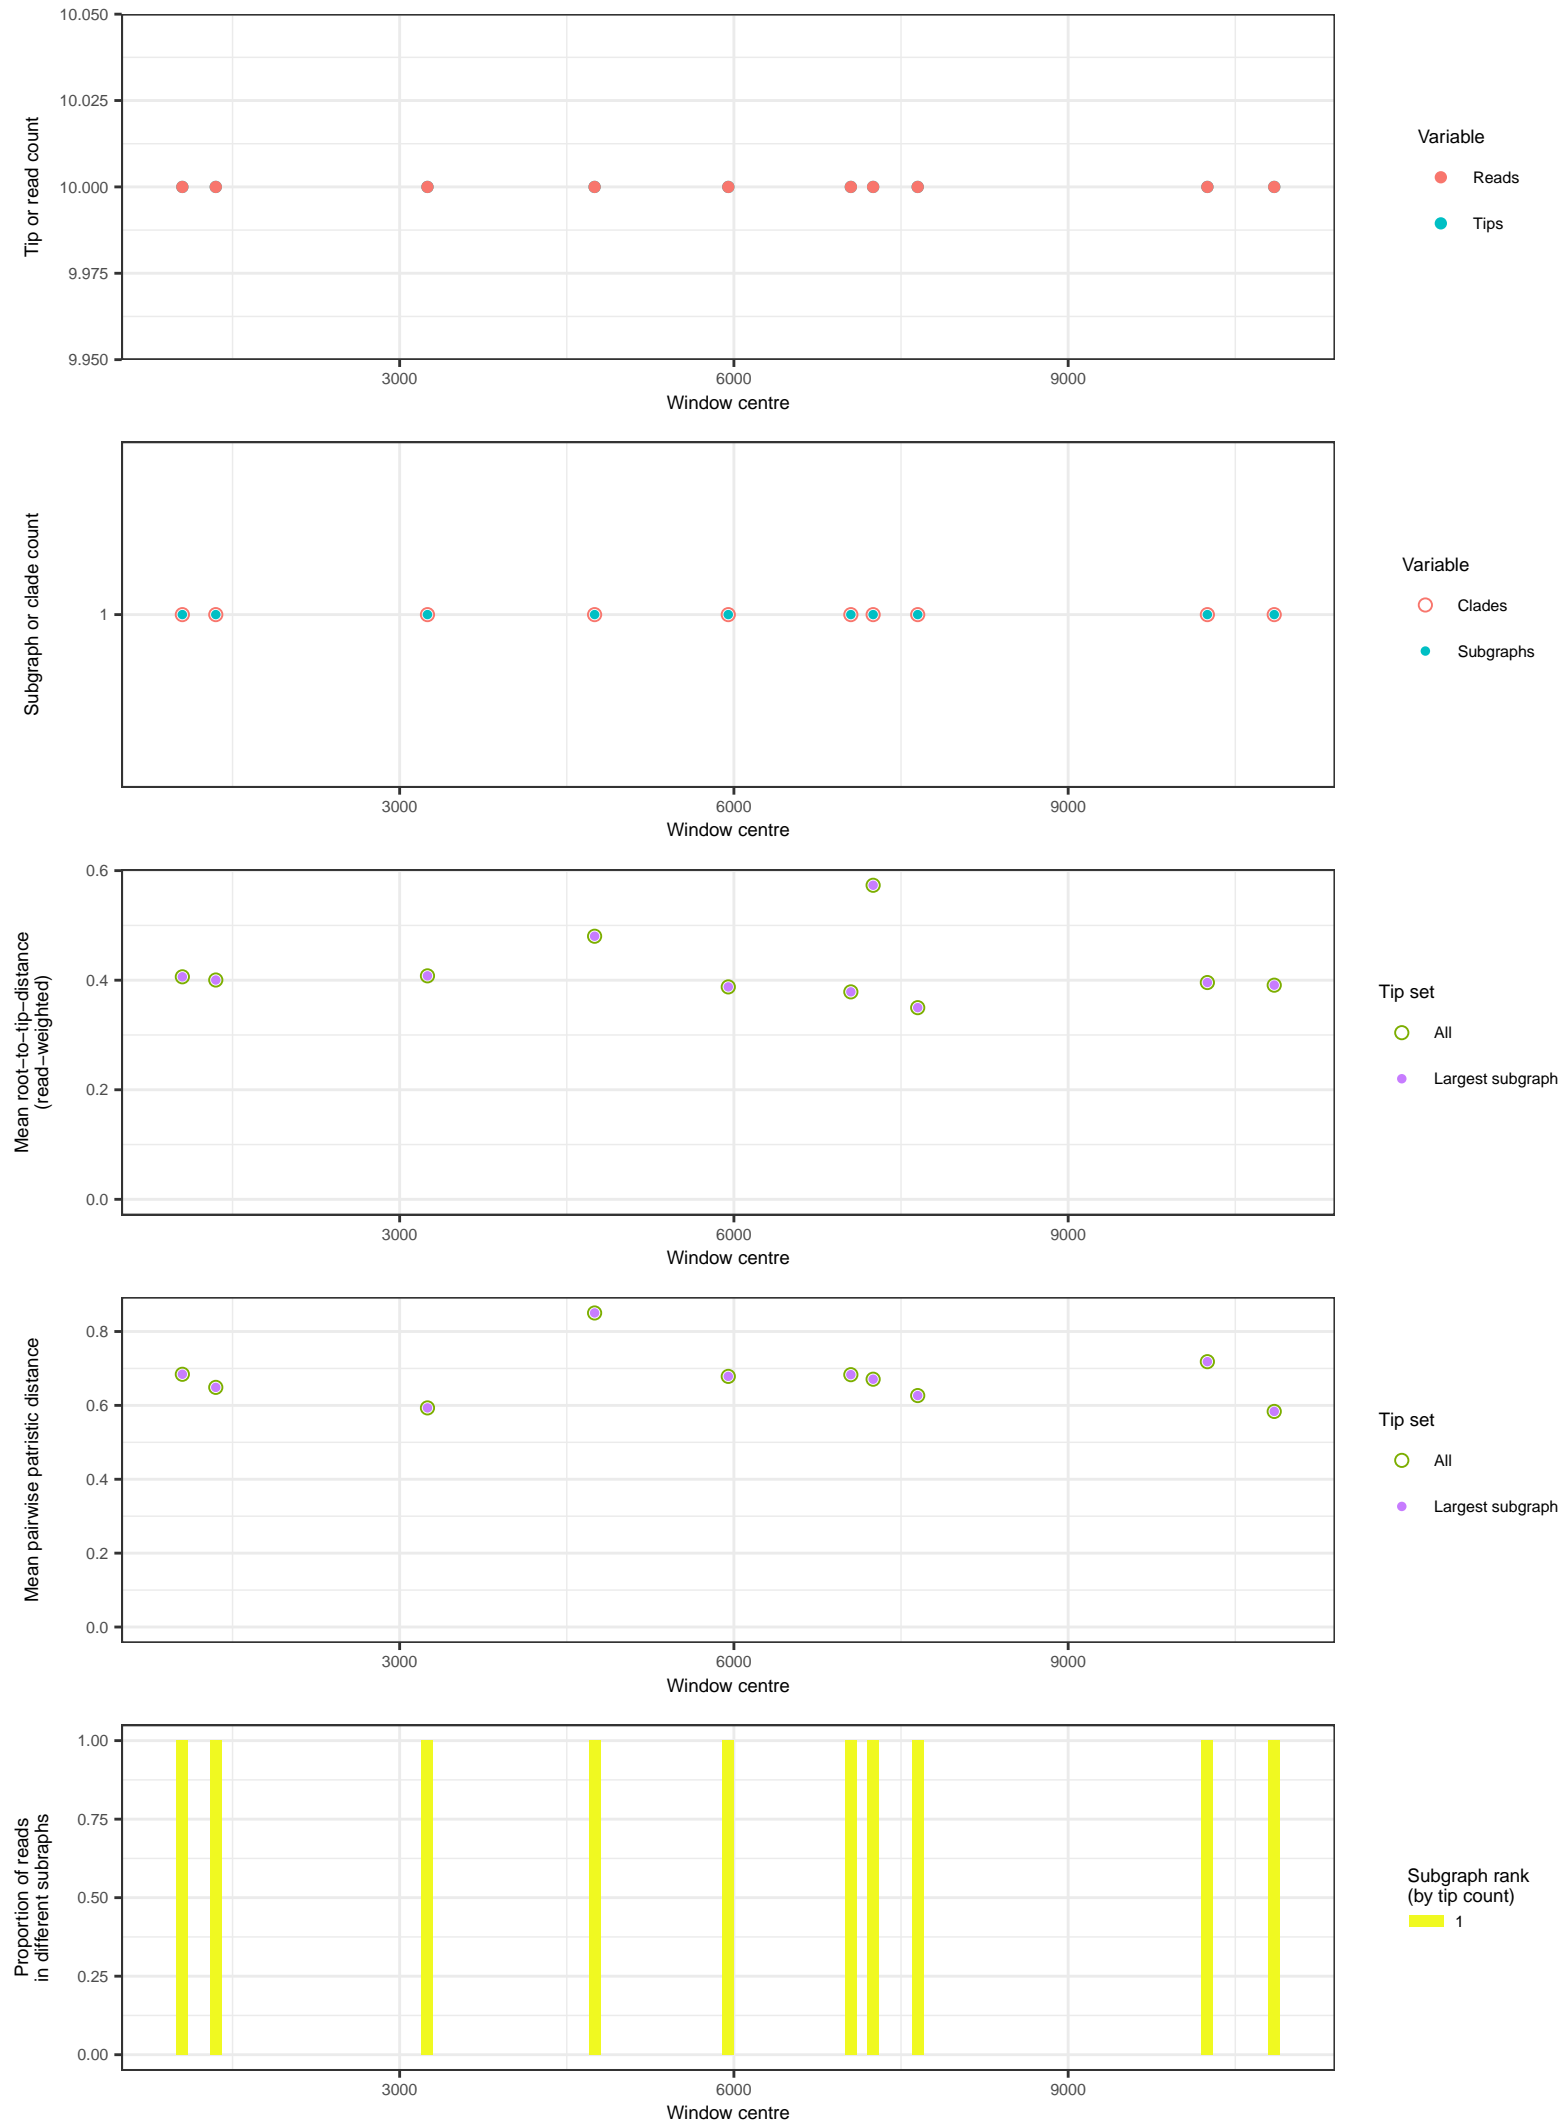 10.050
10.025
10.000
9.975
9.950
Tip or read count
3000
6000
9000
Window centre
Variable
Reads
Tips
1
Subgraph or clade count
3000
6000
9000
Window centre
Variable
Clades
Subgraphs
0.6
0.4
0.2
0.0
Mean root−to−tip−distance
(read−weighted)
3000
6000
9000
Window centre
Tip set
All
Largest subgraph
0.8
0.6
0.4
0.2
0.0
Mean pairwise patristic distance
3000
6000
9000
Window centre
Tip set
All
Largest subgraph
1.00
0.75
0.50
0.25
0.00
Proportion of reads
in different subraphs
3000
6000
9000
Window centre
Subgraph rank
(by tip count)
1